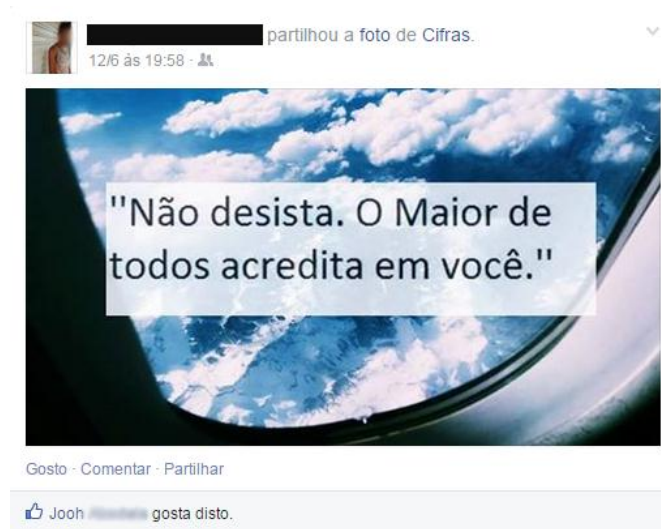 partilhou a foto de Cifras.
12/6 às 19:58 ·
"Não desista. O Maior de
todos acredita em você."
Gosto · Comentar · Partilhar
Jooh gosta disto.